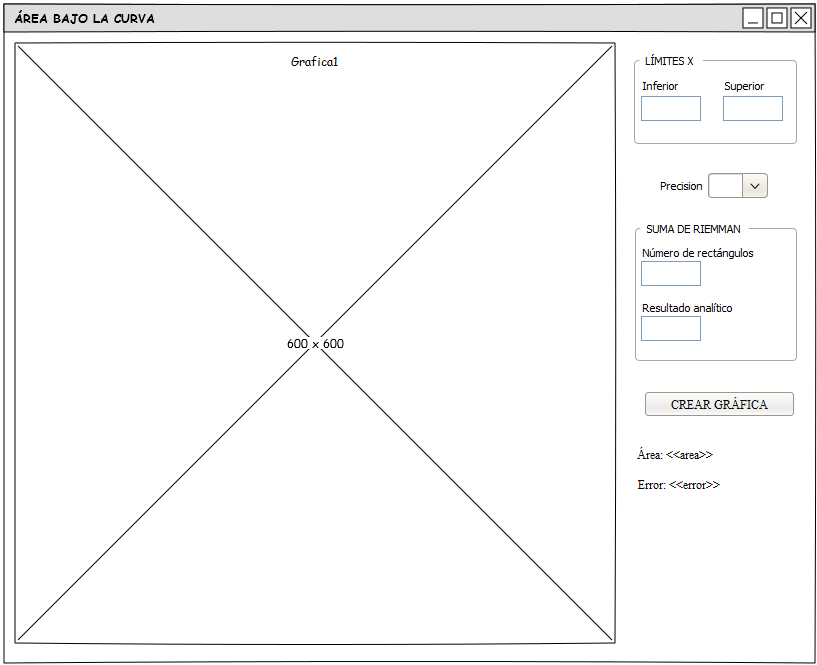 ÁREA BAJO LA CURVA
Grafica1
600 x 600
LÍMITES X
Inferior Superior
Precision
SUMA DE RIEMMAN
Número de rectángulos
Resultado analítico
CREAR GRÁFICA
Área: <<area>>
Error: <<error>>